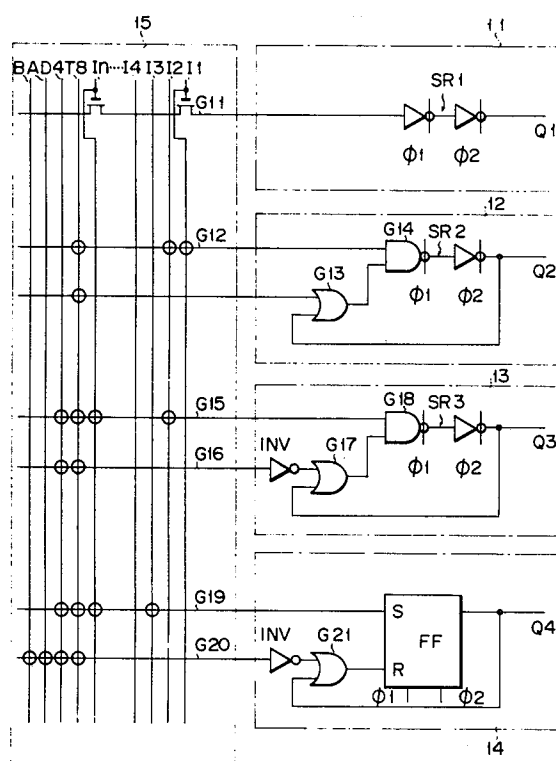 15
11
B A D4 T8 In ···· I4 I3 I2 I1
G11
SR1
Φ1
Φ2
Q1
12
G12
G14
SR2
G13
Φ1
Φ2
Q2
13
G15
G18
SR3
G16
INV
G17
Φ1
Φ2
Q3
G19
S
Q4
G20
INV
G21
FF
R
Φ1
Φ2
14